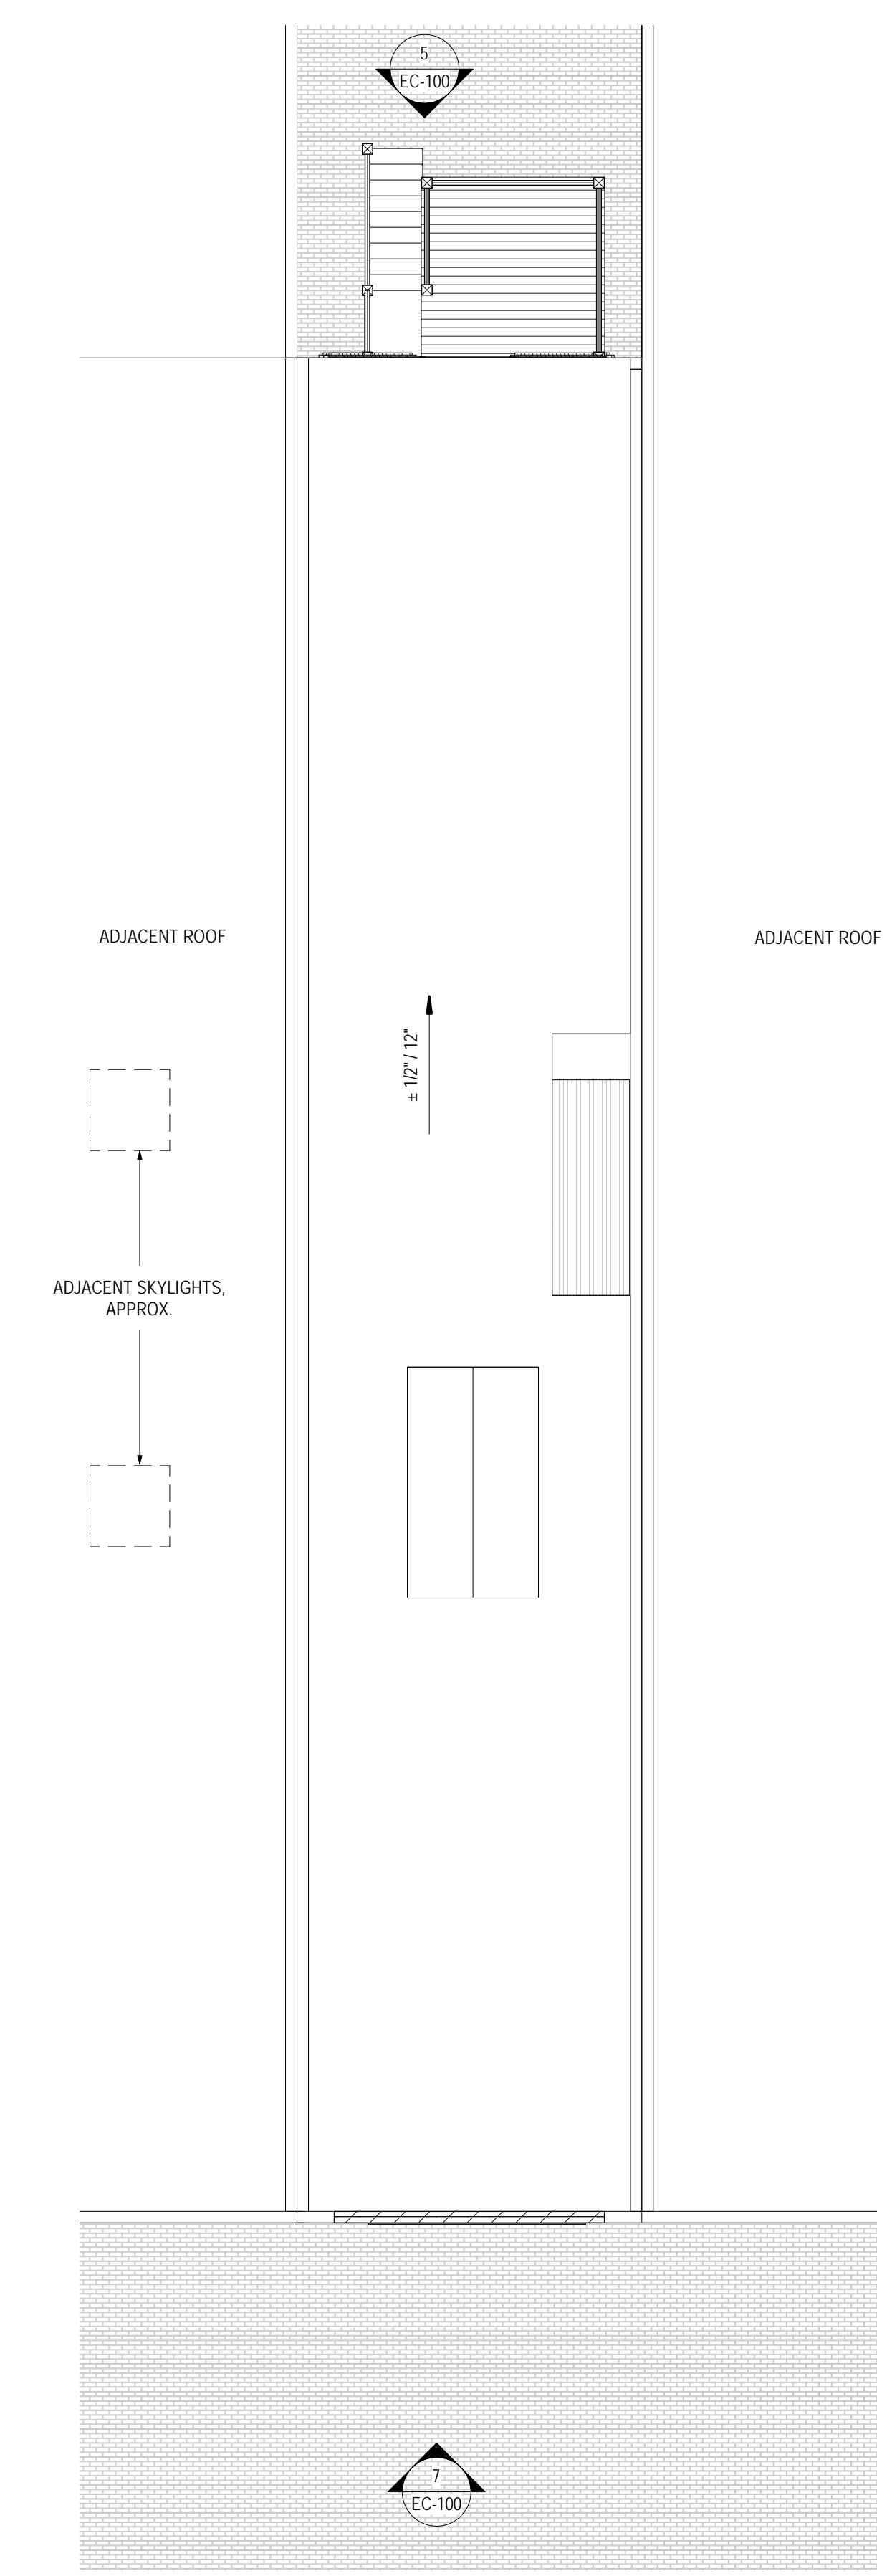 5
EC-100
ADJACENT ROOF
ADJACENT ROOF
± 1/2" / 12"
ADJACENT SKYLIGHTS,
APPROX.
7
EC-100